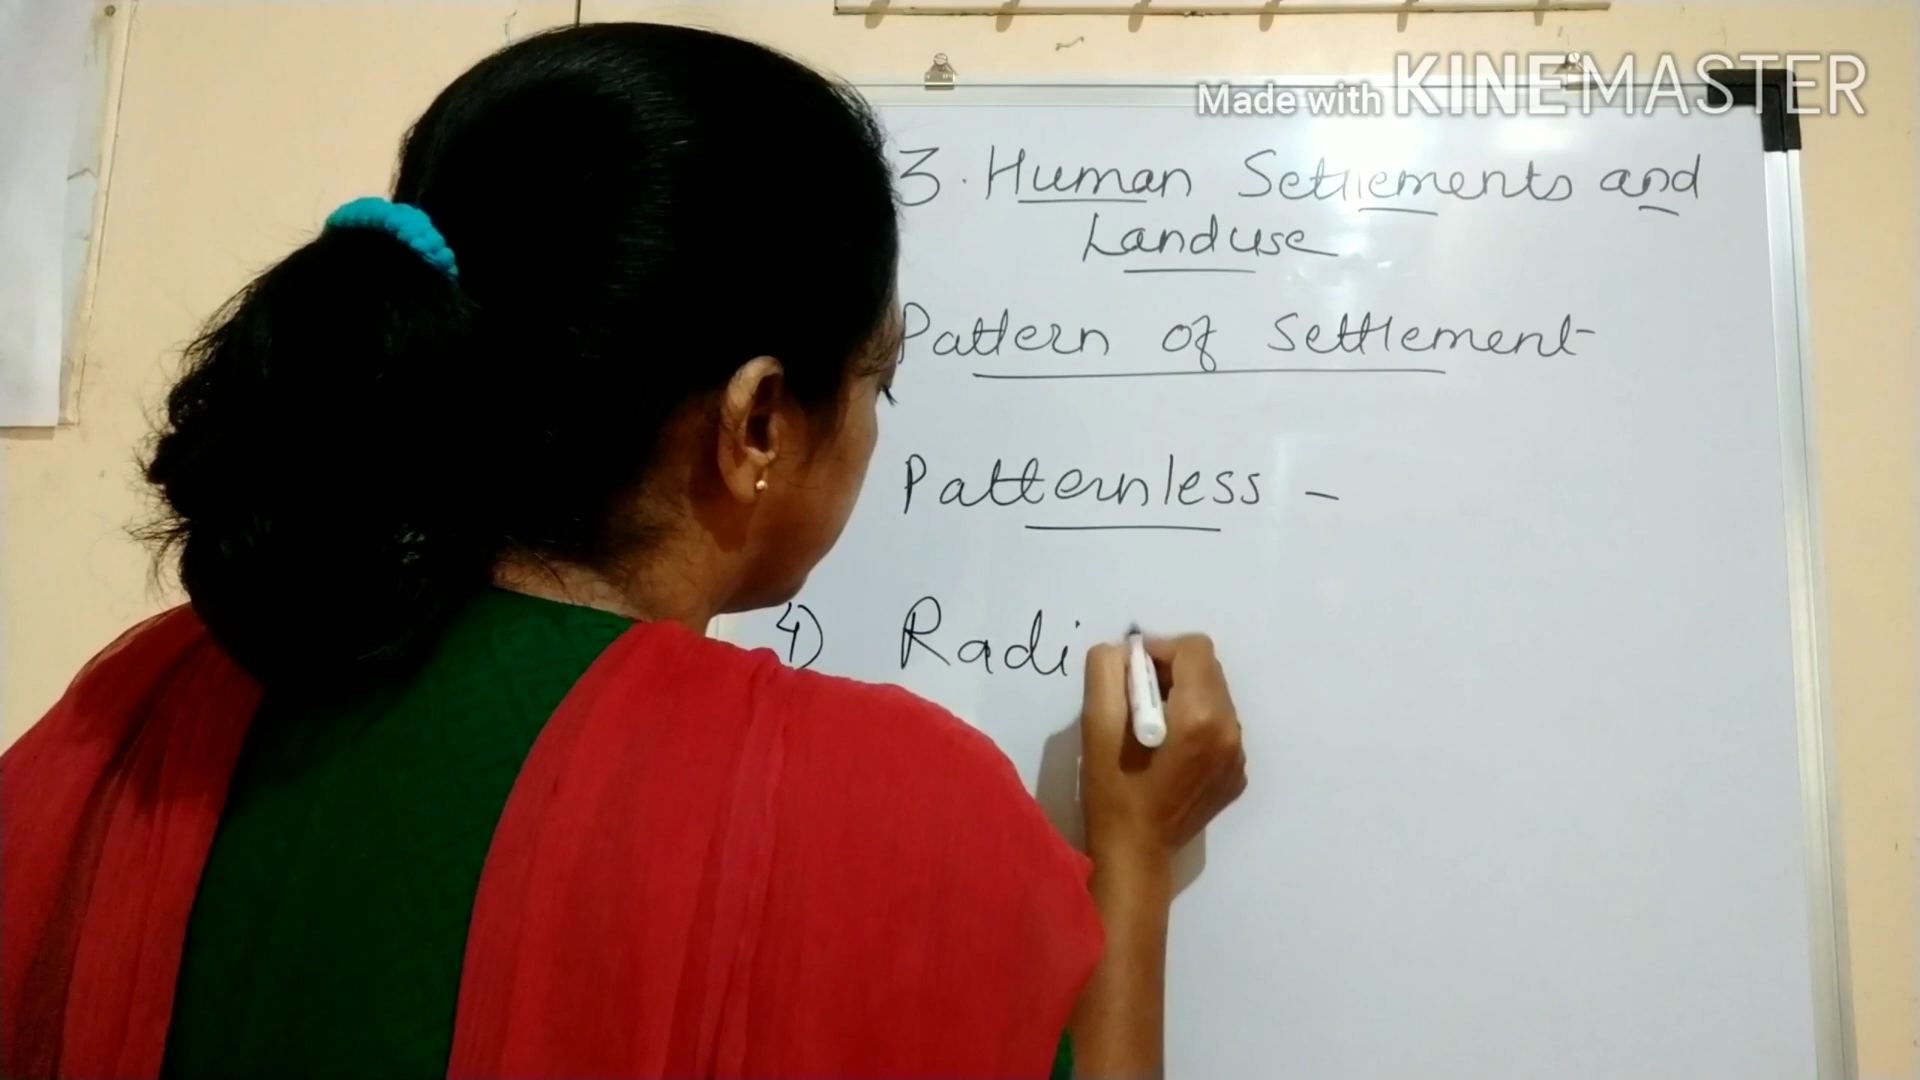 Made with KINEMASTER
3. Human Settlements and
Landuse
Pattern of Settlement
Patternless -
4) Radi